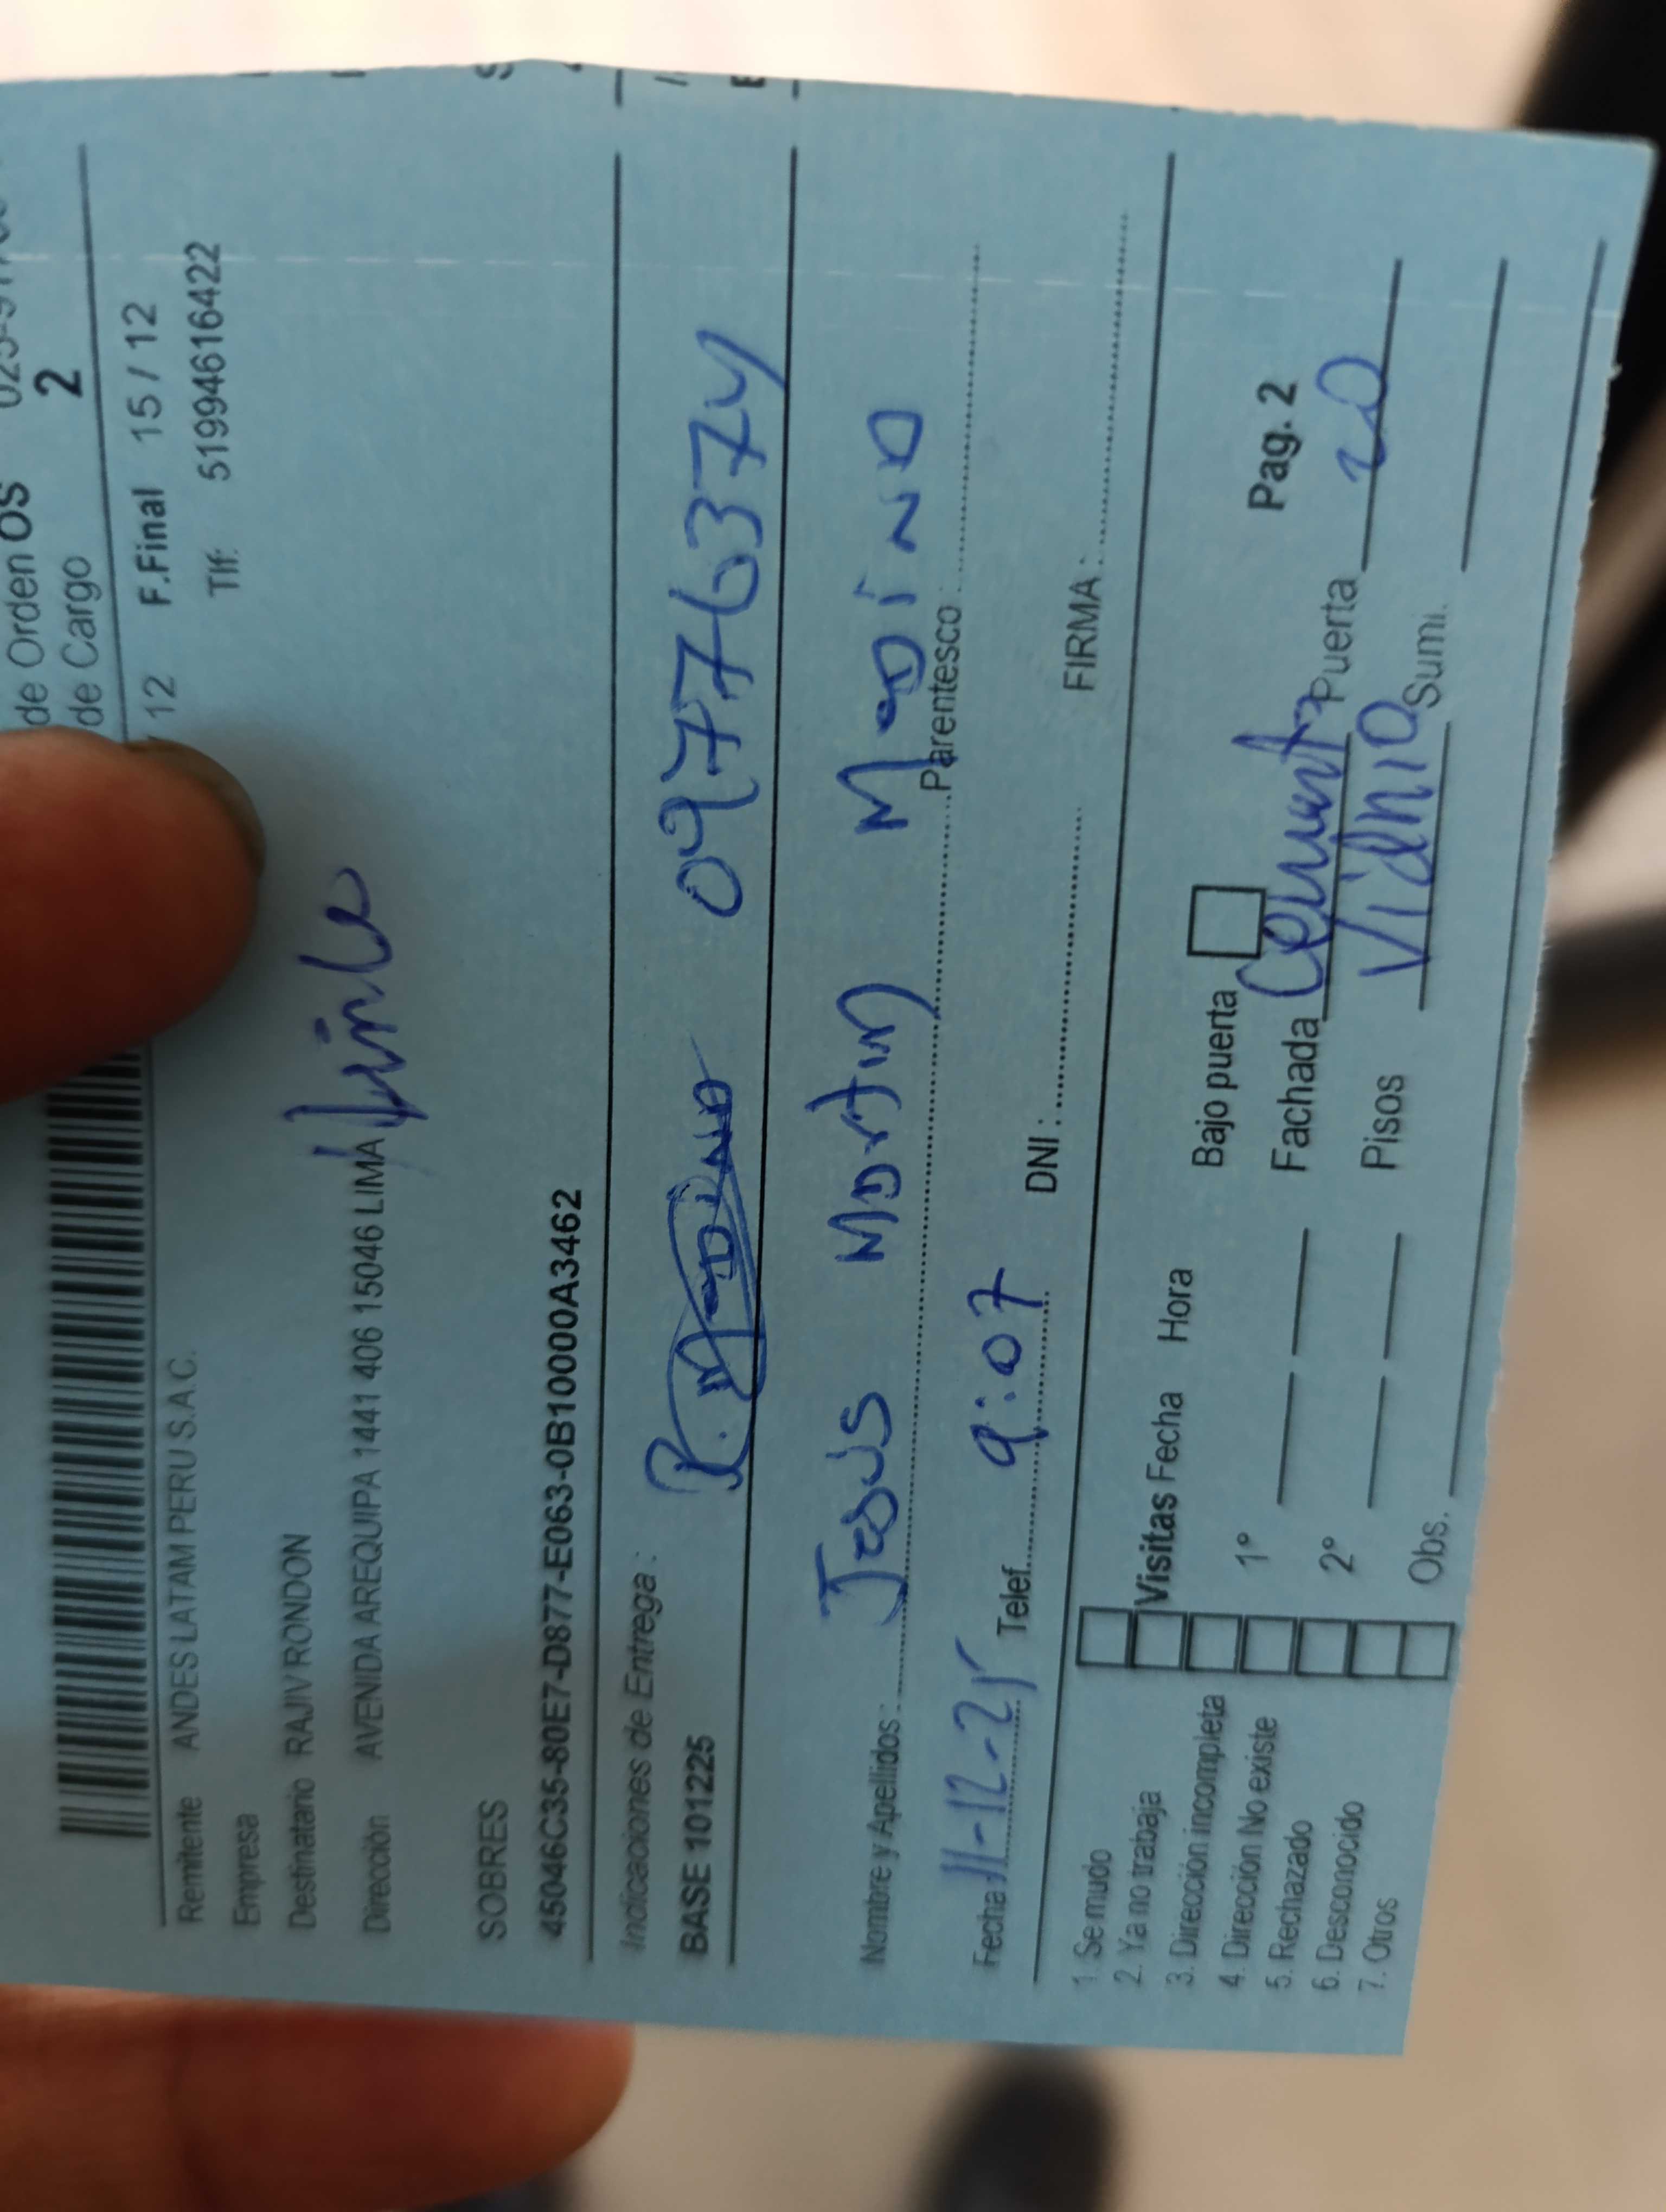 de Orden OS
de Cargo 2
12 F.Final 15 / 12
Remitente ANDES LATAM PERU S.A.C. Tlf: 51994616422
Empresa
Destinatario RAJIV RONDON
Dirección AVENIDA AREQUIPA 1441 406 15046 LIMA
SOBRES
45046C35-80E7-D877-E063-0B10000A3462
Indicaciones de Entrega :
BASE 101225 09776374
Nombre y Apellidos : Jesus Martin
Parentesco :
Fecha 11-12-25 Telef. 9:07 DNI : FIRMA :
1. Se mudo
2. Ya no trabaja Visitas Fecha Hora Bajo puerta Pag. 2
3. Dirección incompleta
4. Dirección No existe 1º Fachada Cemento Puerta
5. Rechazado
6. Desconocido 2º Pisos Vidrio
7. Otros Obs. Sumi.